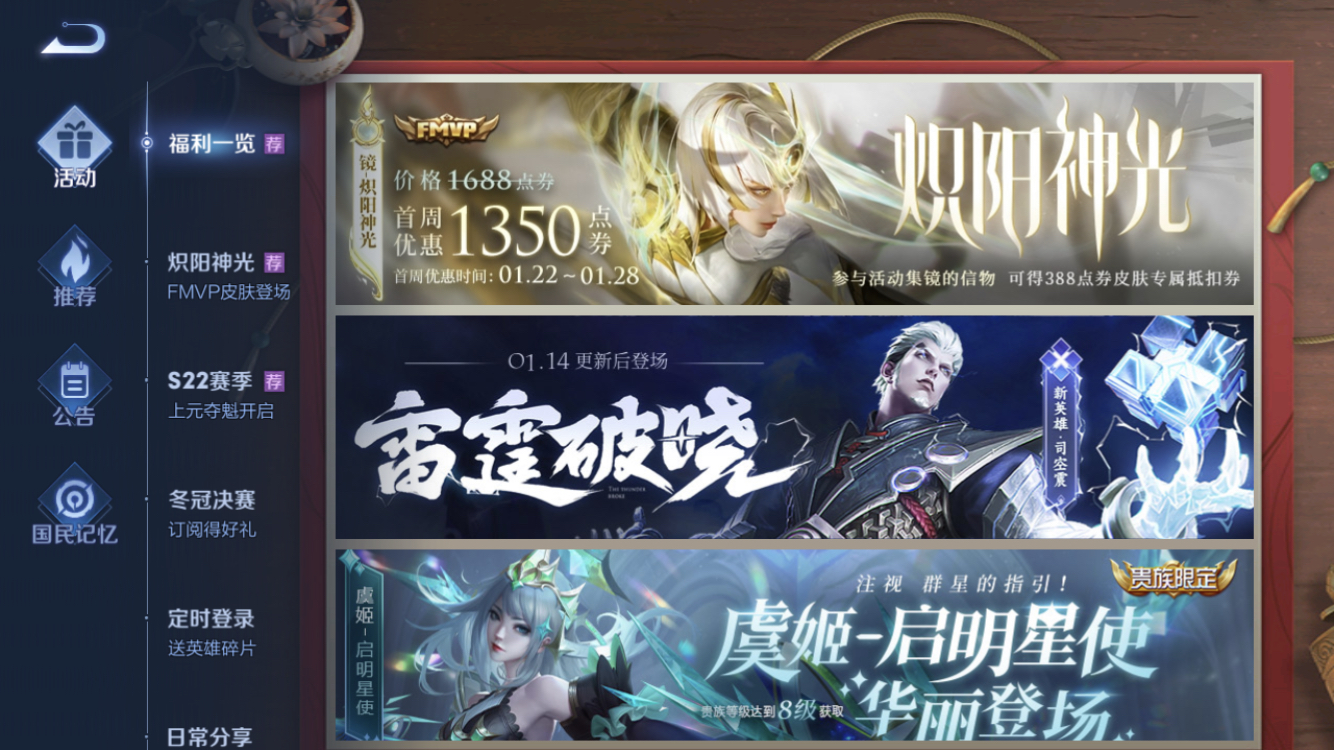 活动
推荐
公告
国民记忆
福利一览 荐
炽阳神光 荐
FMVP皮肤登场
S22赛季 荐
上元夺魁开启
冬冠决赛
订阅得好礼
定时登录
送英雄碎片
日常分享
镜-炽阳神光
FMVP
价格1688点券
首周优惠1350点券
首周优惠时间：01.22～01.28
炽阳神光
参与活动集镜的信物 可得388点券皮肤专属抵扣券
01.14 更新后登场
雷霆破晓
新英雄·司空震
虞姬-启明星使
注视 群星的指引！
贵族限定
虞姬-启明星使
华丽登场
贵族等级达到8级获取